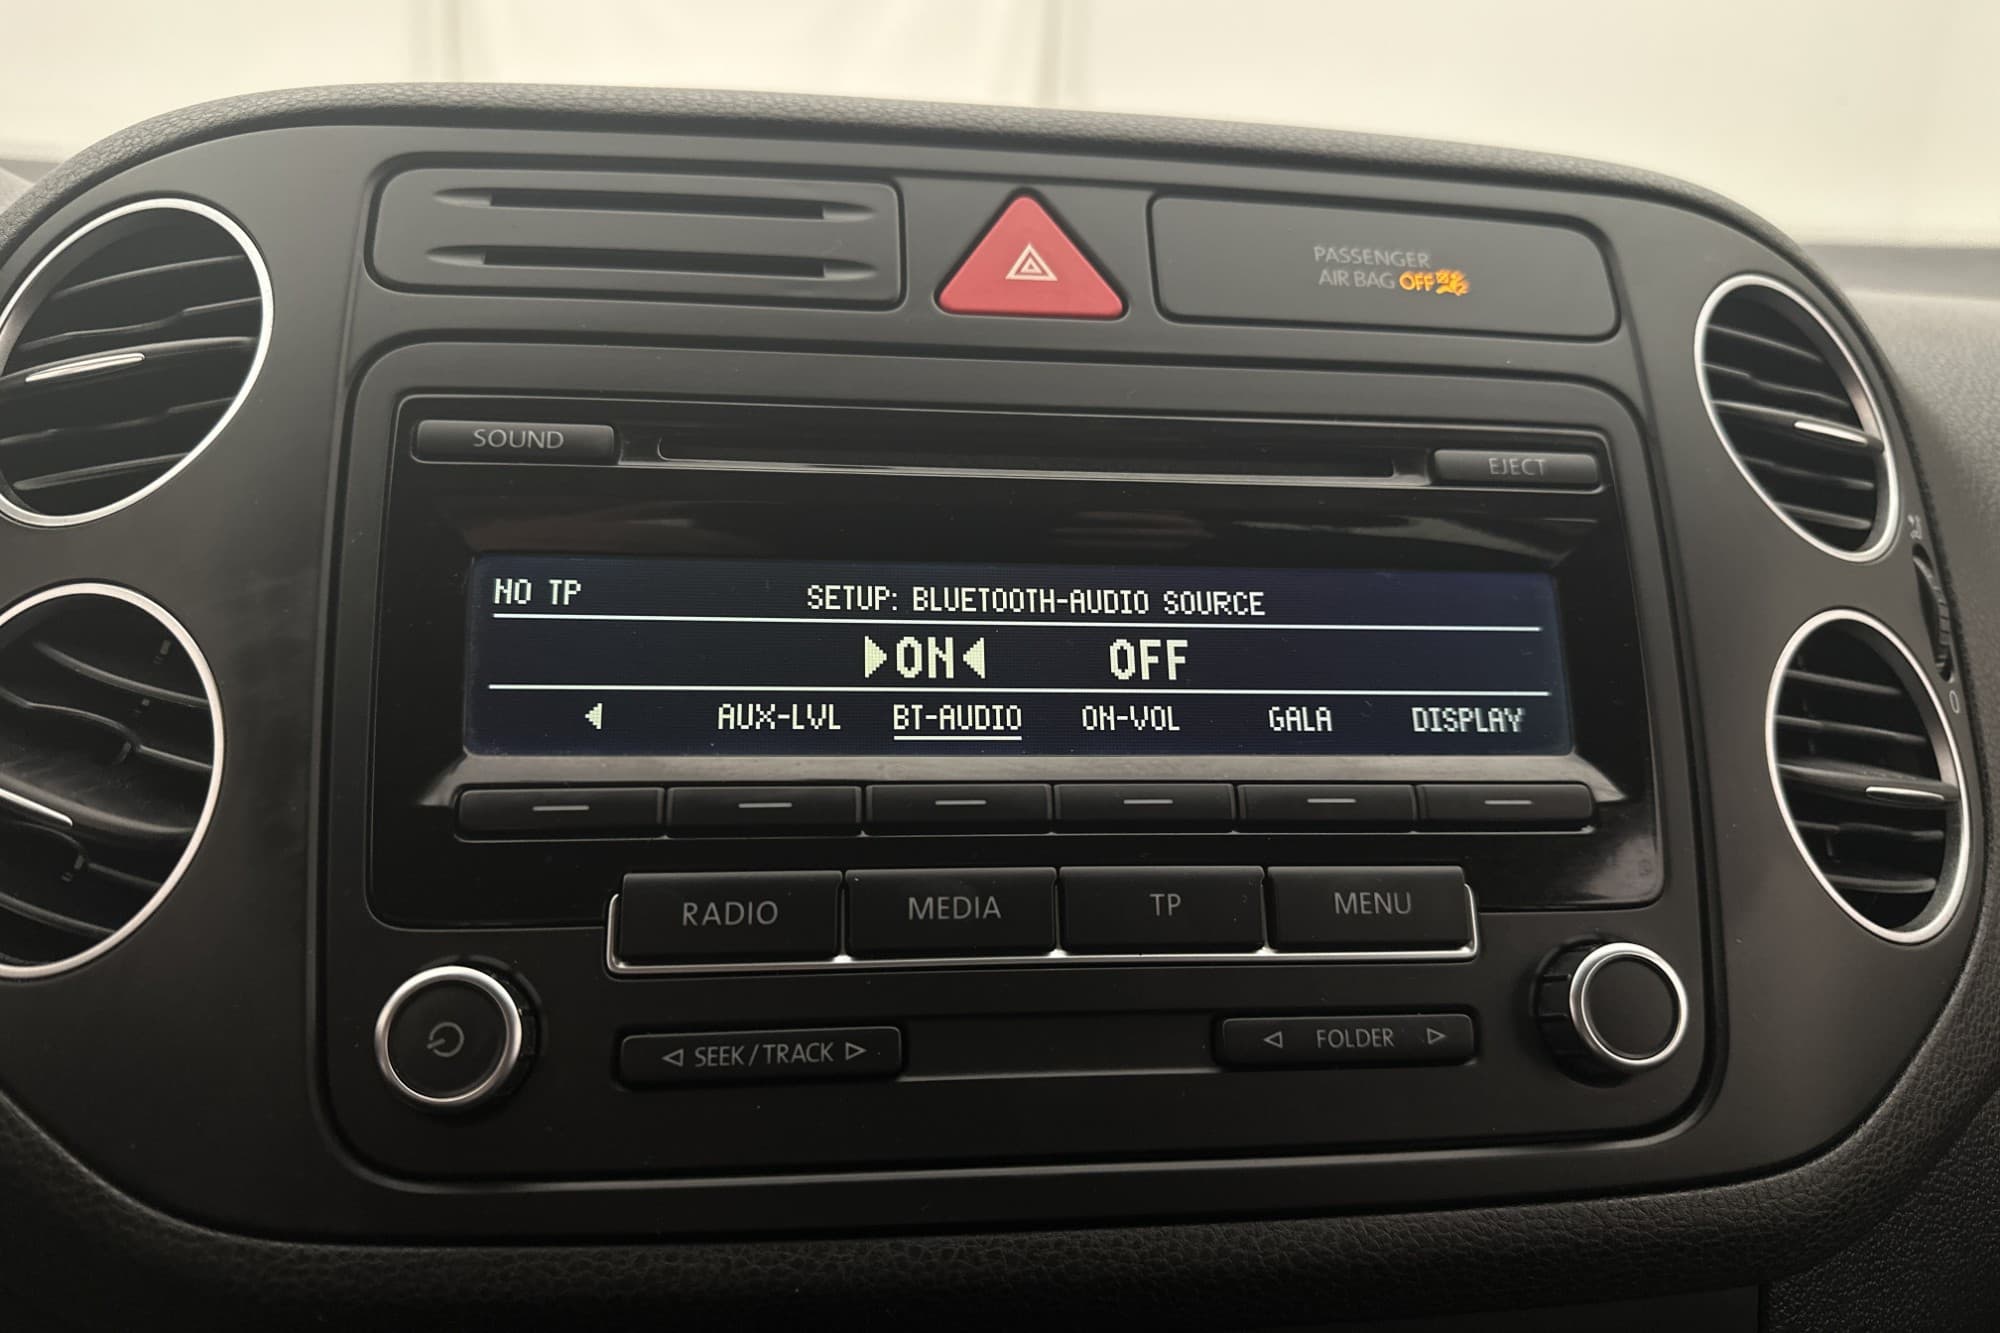 PASSENGER
AIR BAG OFF
SOUND
EJECT
NO TP SETUP: BLUETOOTH-AUDIO SOURCE
ON OFF
AUX-LVL BT-AUDIO ON-VOL GALA DISPLAY
RADIO MEDIA TP MENU
SEEK/TRACK
FOLDER
0